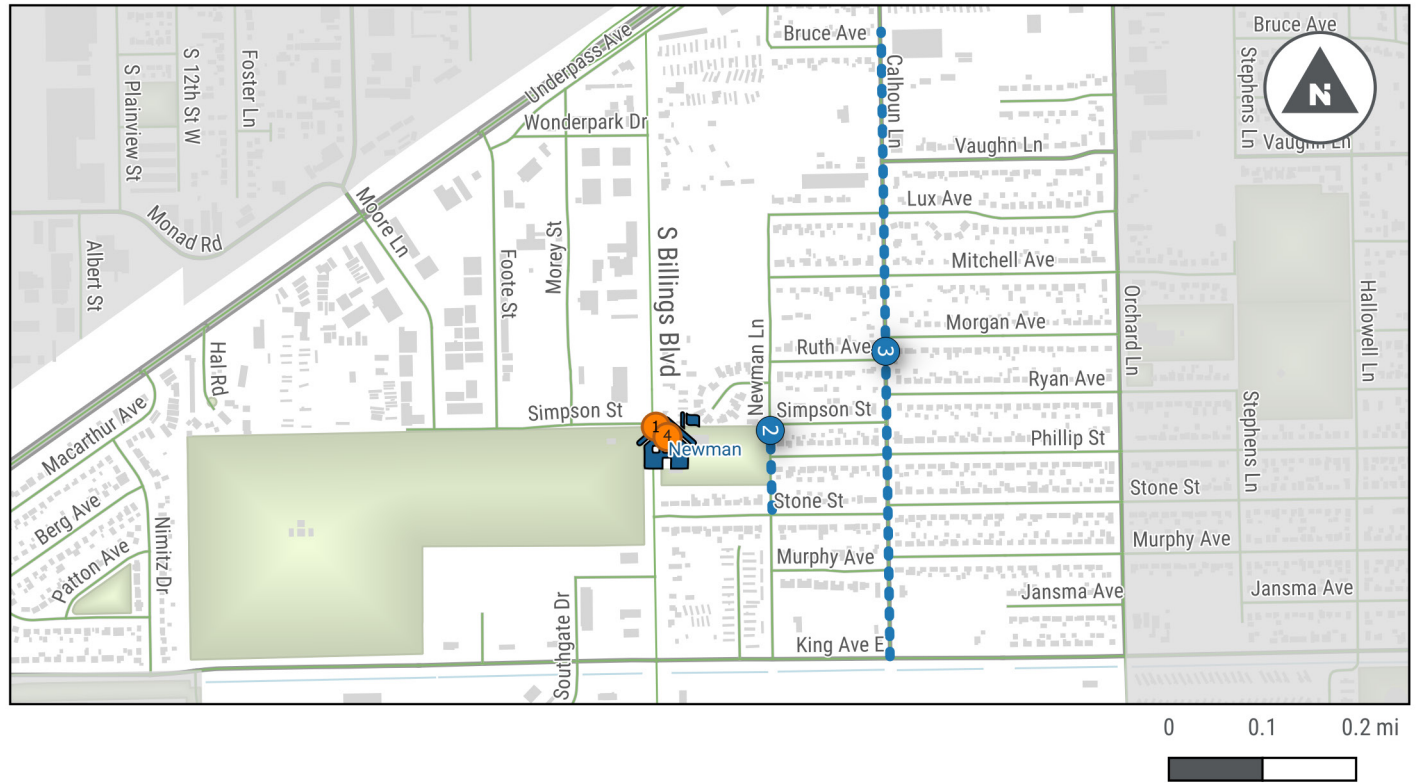 Bruce Ave
Bruce Ave
Underpass Ave
S Plainview St
S 12th St W
Foster Ln
Calhoun Ln
Stephens Ln
N
Wonderpark Dr
Vaughn Ln
Vaughn Ln
Monad Rd
Moore Ln
Lux Ave
Albert St
Foote St
Morey St
S Billings Blvd
Mitchell Ave
Orchard Ln
Hallowell Ln
Morgan Ave
Hal Rd
Newman Ln
Ruth Ave
3
Ryan Ave
Macarthur Ave
Simpson St
Simpson St
1
4
2
Newman
Phillip St
Stephens Ln
Berg Ave
Stone St
Stone St
Nimitz Dr
Patton Ave
Murphy Ave
Murphy Ave
Southgate Dr
Jansma Ave
Jansma Ave
King Ave E
0 0.1 0.2 mi